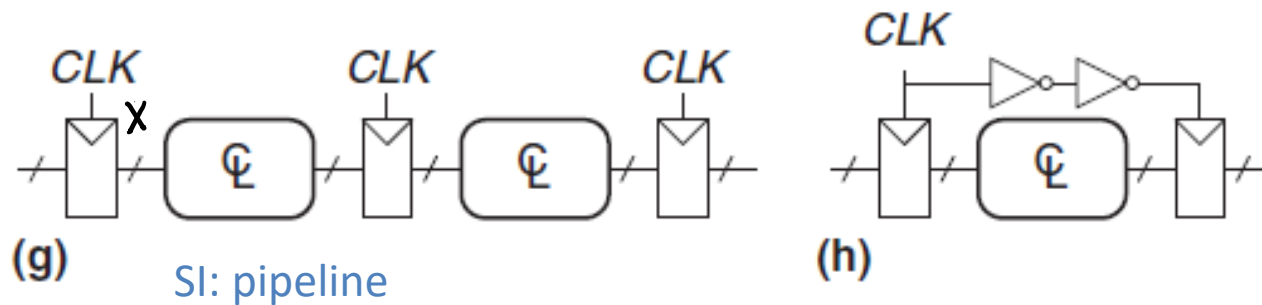 CLK CLK CLK CLK
X
CL CL CL
(g) (h)
SI: pipeline